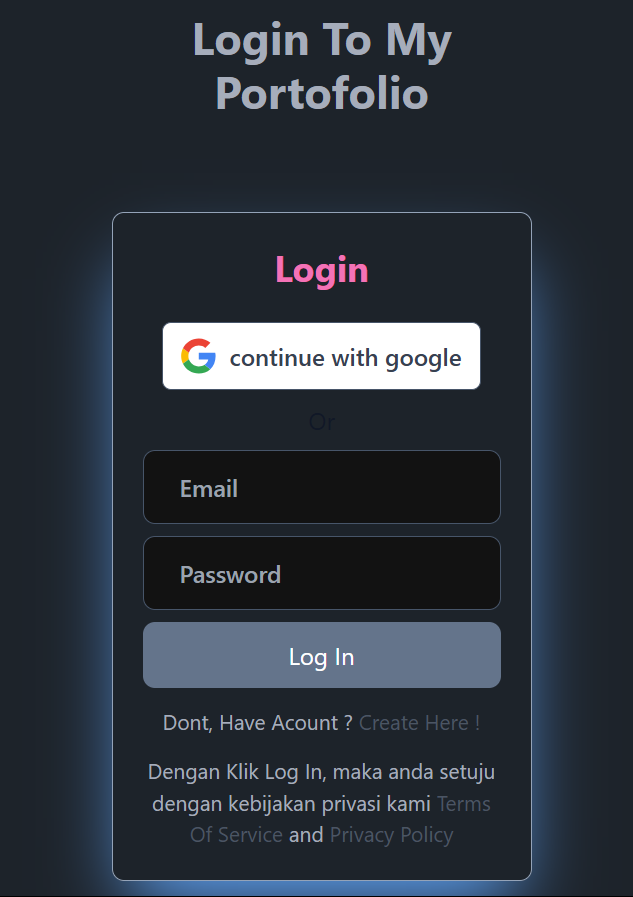 Login To My
Portofolio
Login
continue with google
Or
Email
Password
Log In
Dont, Have Acount ? Create Here !
Dengan Klik Log In, maka anda setuju
dengan kebijakan privasi kami Terms
Of Service and Privacy Policy